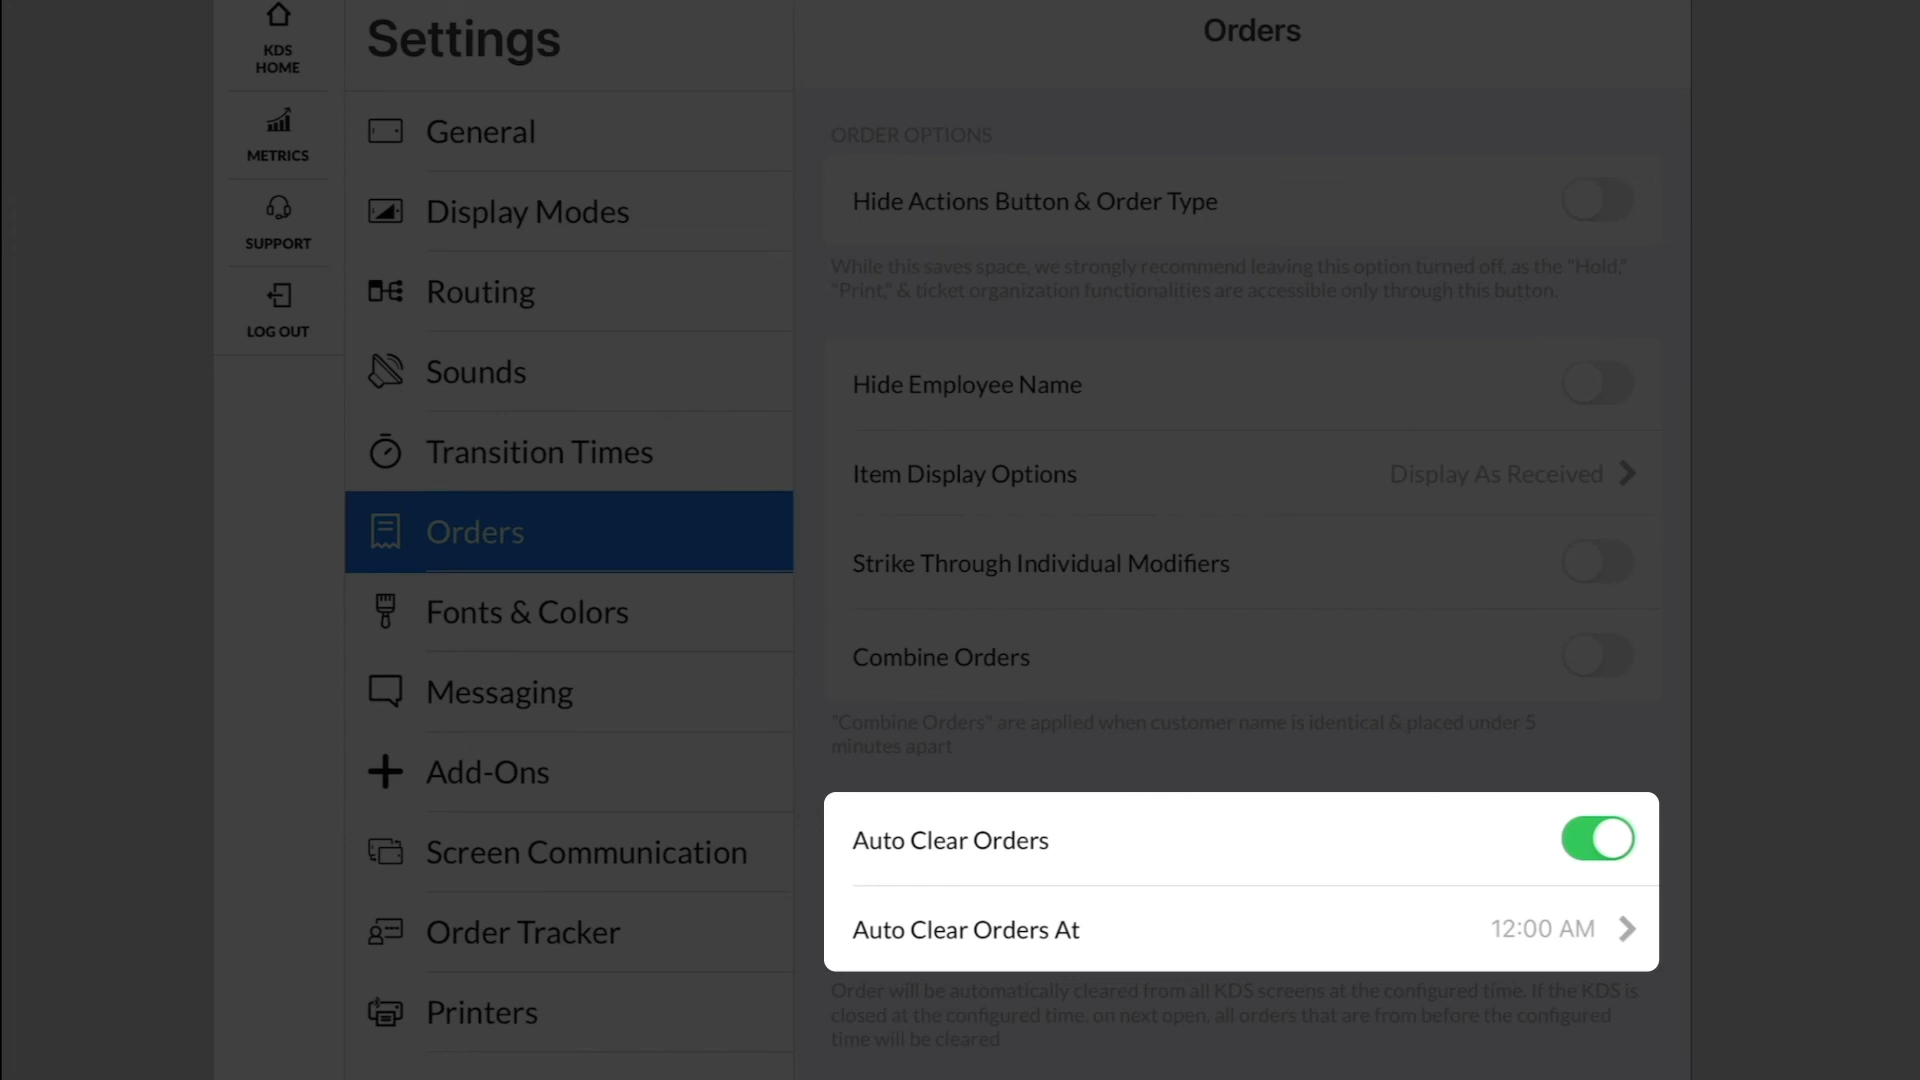 KDS
HOME
METRICS
SUPPORT
LOG OUT
Settings
General
Display Modes
Routing
Sounds
Transition Times
Orders
Fonts & Colors
Messaging
Add-Ons
Screen Communication
Order Tracker
Printers
Orders
ORDER OPTIONS
Hide Actions Button & Order Type
While this saves space, we strongly recommend leaving this option turned off, as the "Hold,"
"Print," & ticket organization functionalities are accessible only through this button.
Hide Employee Name
Item Display Options Display As Received
Strike Through Individual Modifiers
Combine Orders
"Combine Orders" are applied when customer name is identical & placed under 5
minutes apart
Auto Clear Orders
Auto Clear Orders At 12:00 AM
Order will be automatically cleared from all KDS screens at the configured time. If the KDS is
closed at the configured time, on next open, all orders that are from before the configured
time will be cleared